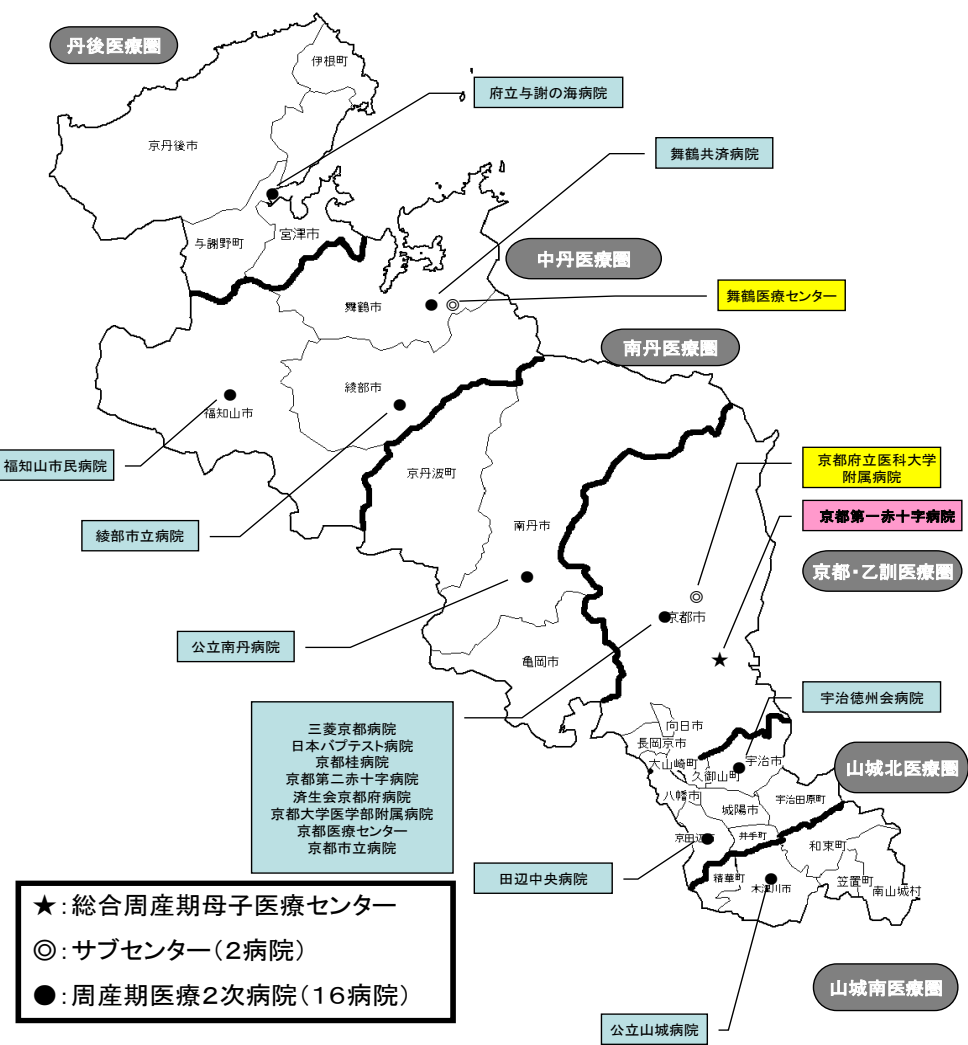 丹後医療圏
伊根町
府立与謝の海病院
京丹後市
舞鶴共済病院
与謝野町
宮津市
中丹医療圏
舞鶴市
舞鶴医療センター
南丹医療圏
綾部市
福知山市
福知山市民病院
京丹波町
京都府立医科大学
附属病院
京都第一赤十字病院
南丹市
綾部市立病院
京都・乙訓医療圏
京都市
公立南丹病院
亀岡市
宇治徳州会病院
三菱京都病院
日本バプテスト病院
京都桂病院
京都第二赤十字病院
済生会京都府病院
京都大学医学部附属病院
京都医療センター
京都市立病院
向日市
長岡京市
大山崎町
久御山町
宇治市
山城北医療圏
八幡市
城陽市
宇治田原町
京田辺
井手町
和束町
田辺中央病院
精華町
木津川市
笠置町
南山城村
★：総合周産期母子医療センター
◎：サブセンター（２病院）
●：周産期医療２次病院（１６病院）
山城南医療圏
公立山城病院